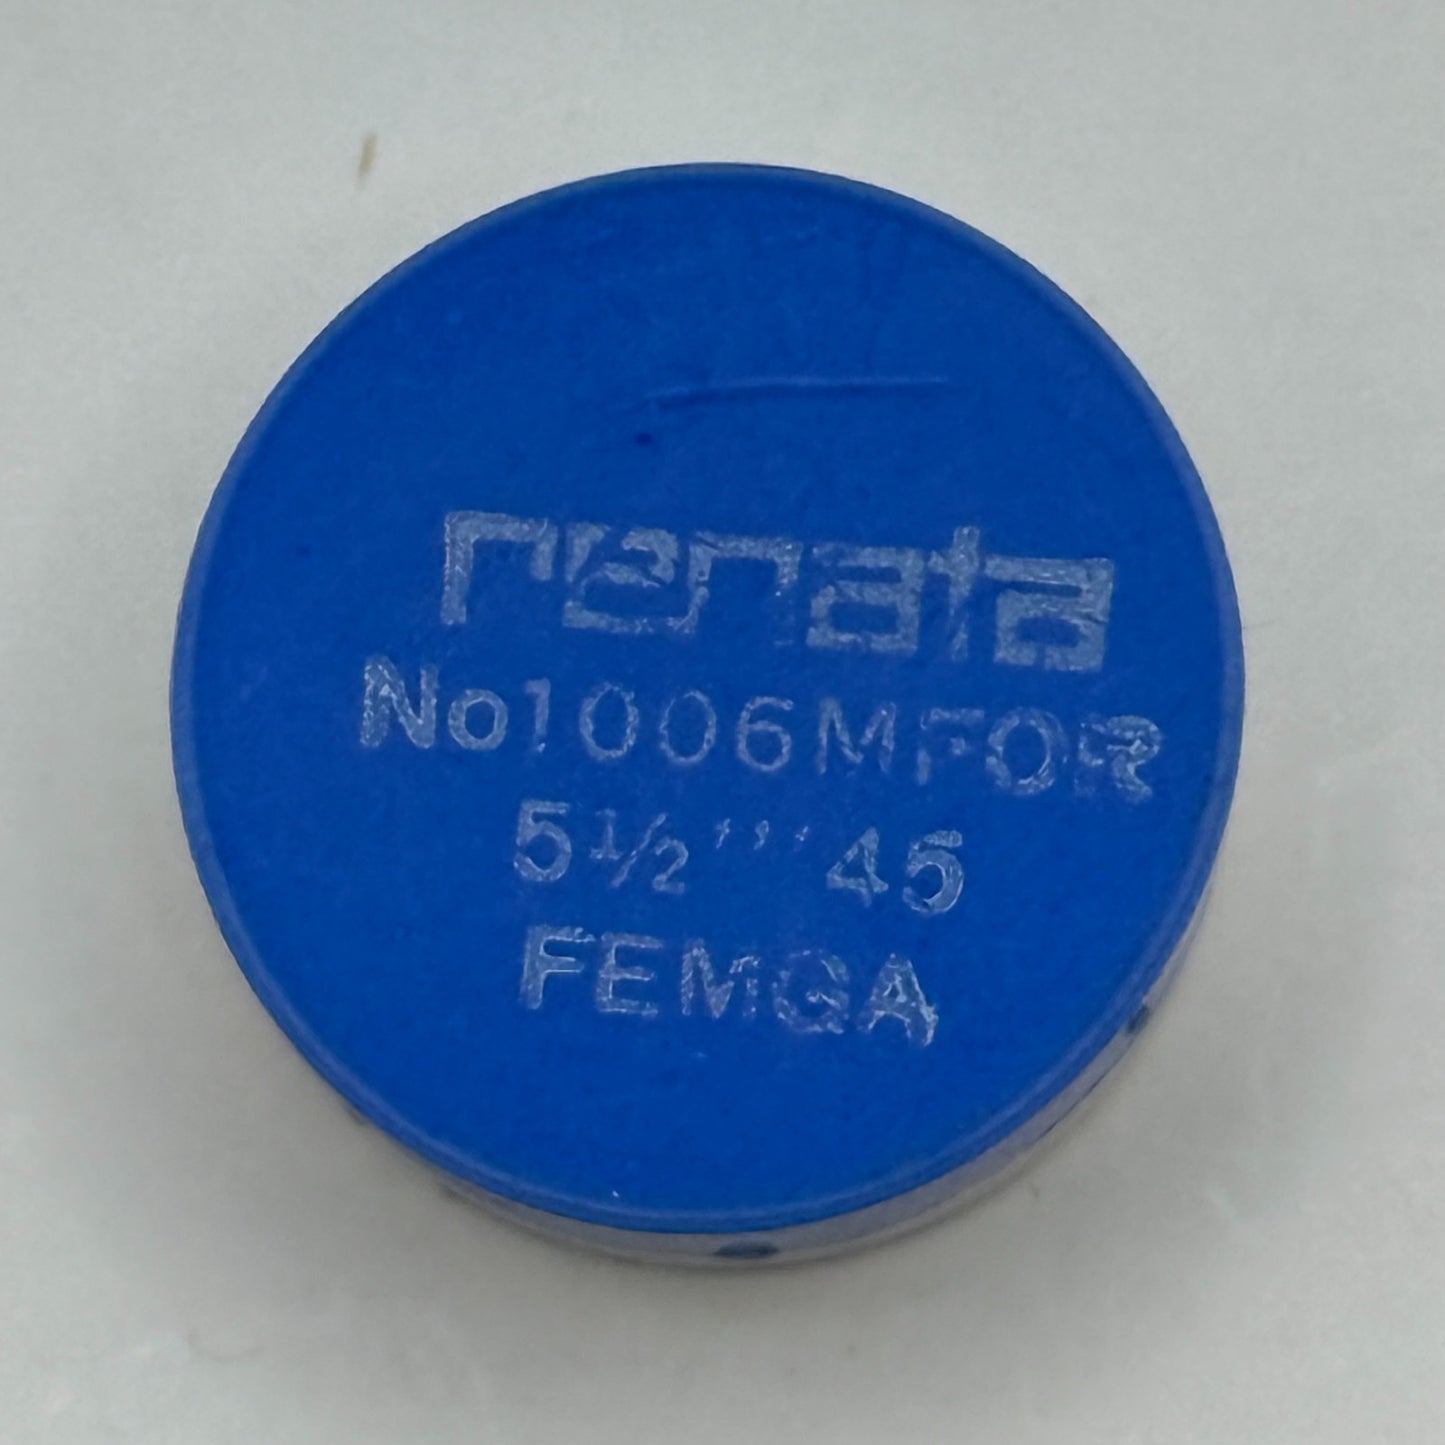 renata
No1006MFOR
5½''' 45
FEMGA